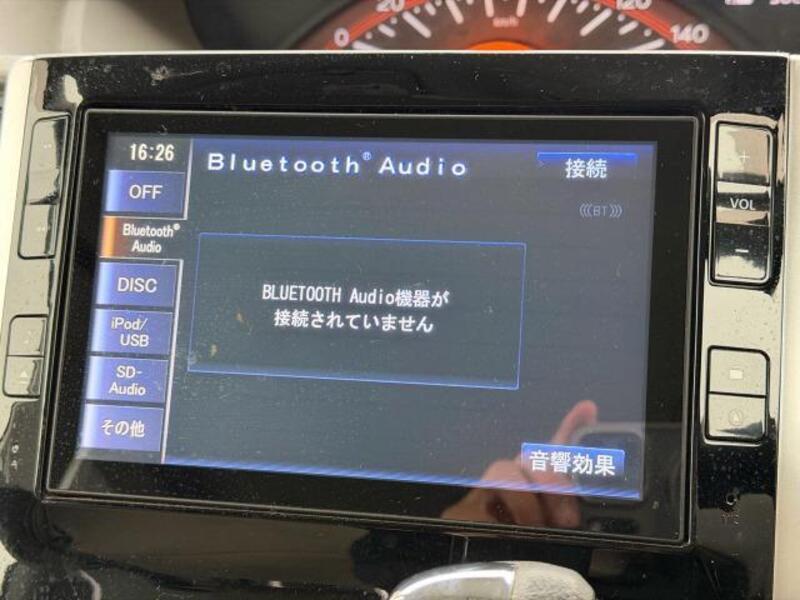 0 20 120 140
km/h
16:26
Bluetooth® Audio
接続
OFF
BT
Bluetooth®
Audio
DISC
iPod/
USB
SD-
Audio
その他
BLUETOOTH Audio機器が
接続されていません
音響効果
+
VOL
-